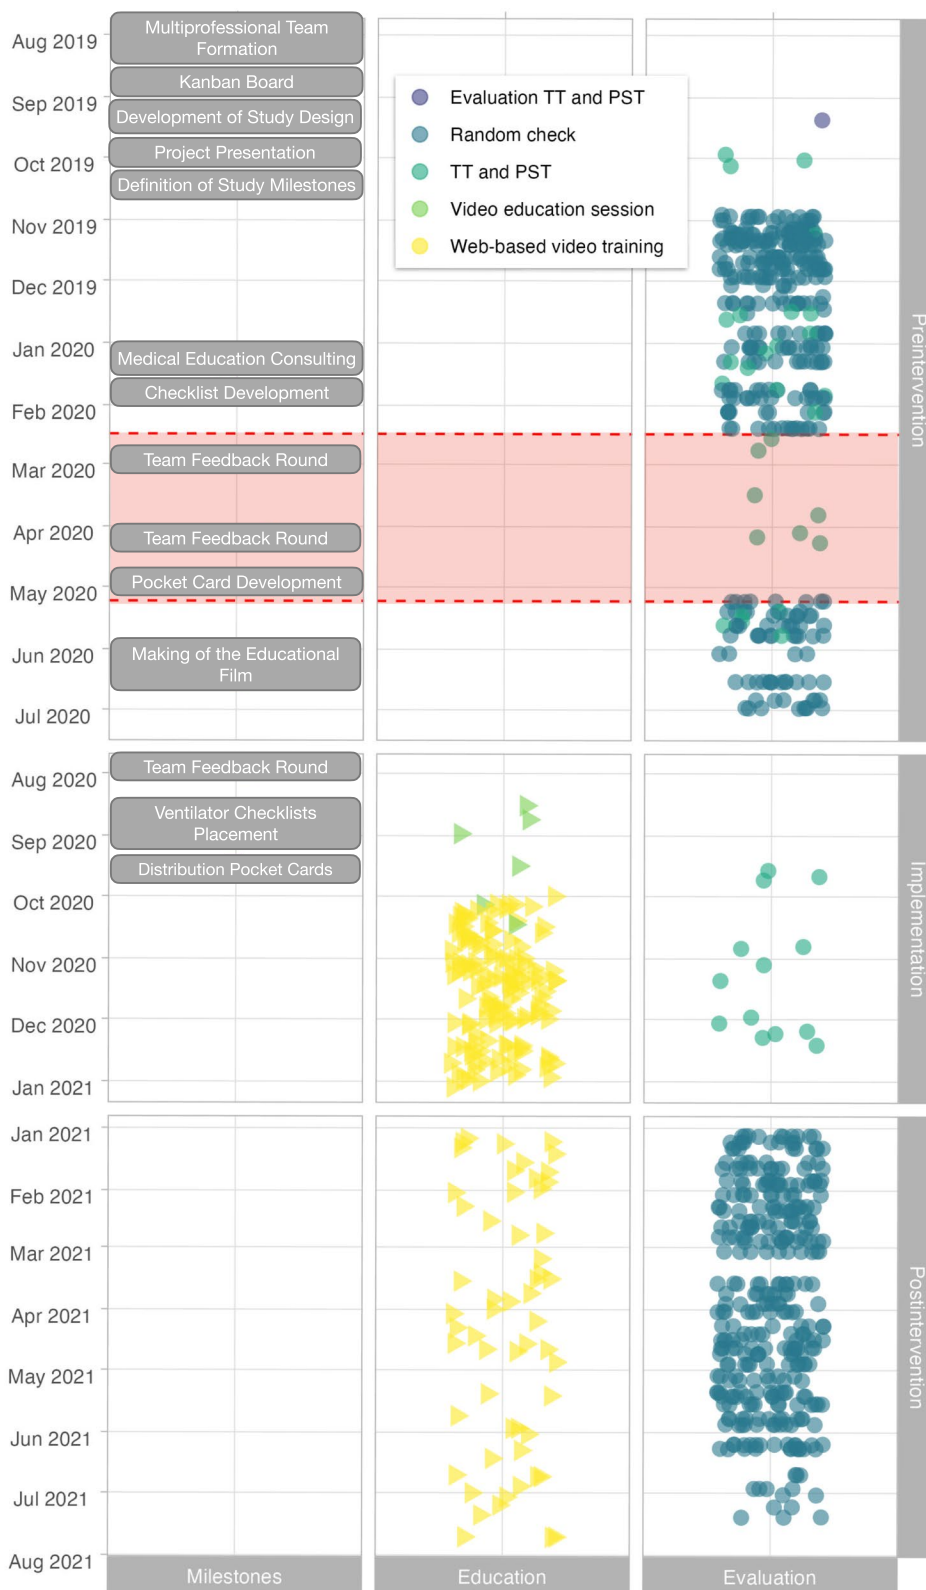 Aug 2019
Multiprofessional Team
Formation
Kanban Board
Sep 2019
Development of Study Design
Project Presentation
Oct 2019
Definition of Study Milestones
Evaluation TT and PST
Random check
TT and PST
Video education session
Web-based video training
Nov 2019
Dec 2019
Jan 2020
Medical Education Consulting
Checklist Development
Feb 2020
Team Feedback Round
Mar 2020
Apr 2020
Team Feedback Round
Pocket Card Development
May 2020
Jun 2020
Making of the Educational
Film
Jul 2020
Preintervention
Team Feedback Round
Aug 2020
Ventilator Checklists
Placement
Sep 2020
Distribution Pocket Cards
Oct 2020
Nov 2020
Dec 2020
Jan 2021
Implementation
Jan 2021
Feb 2021
Mar 2021
Apr 2021
May 2021
Jun 2021
Jul 2021
Aug 2021
Postintervention
Milestones
Education
Evaluation